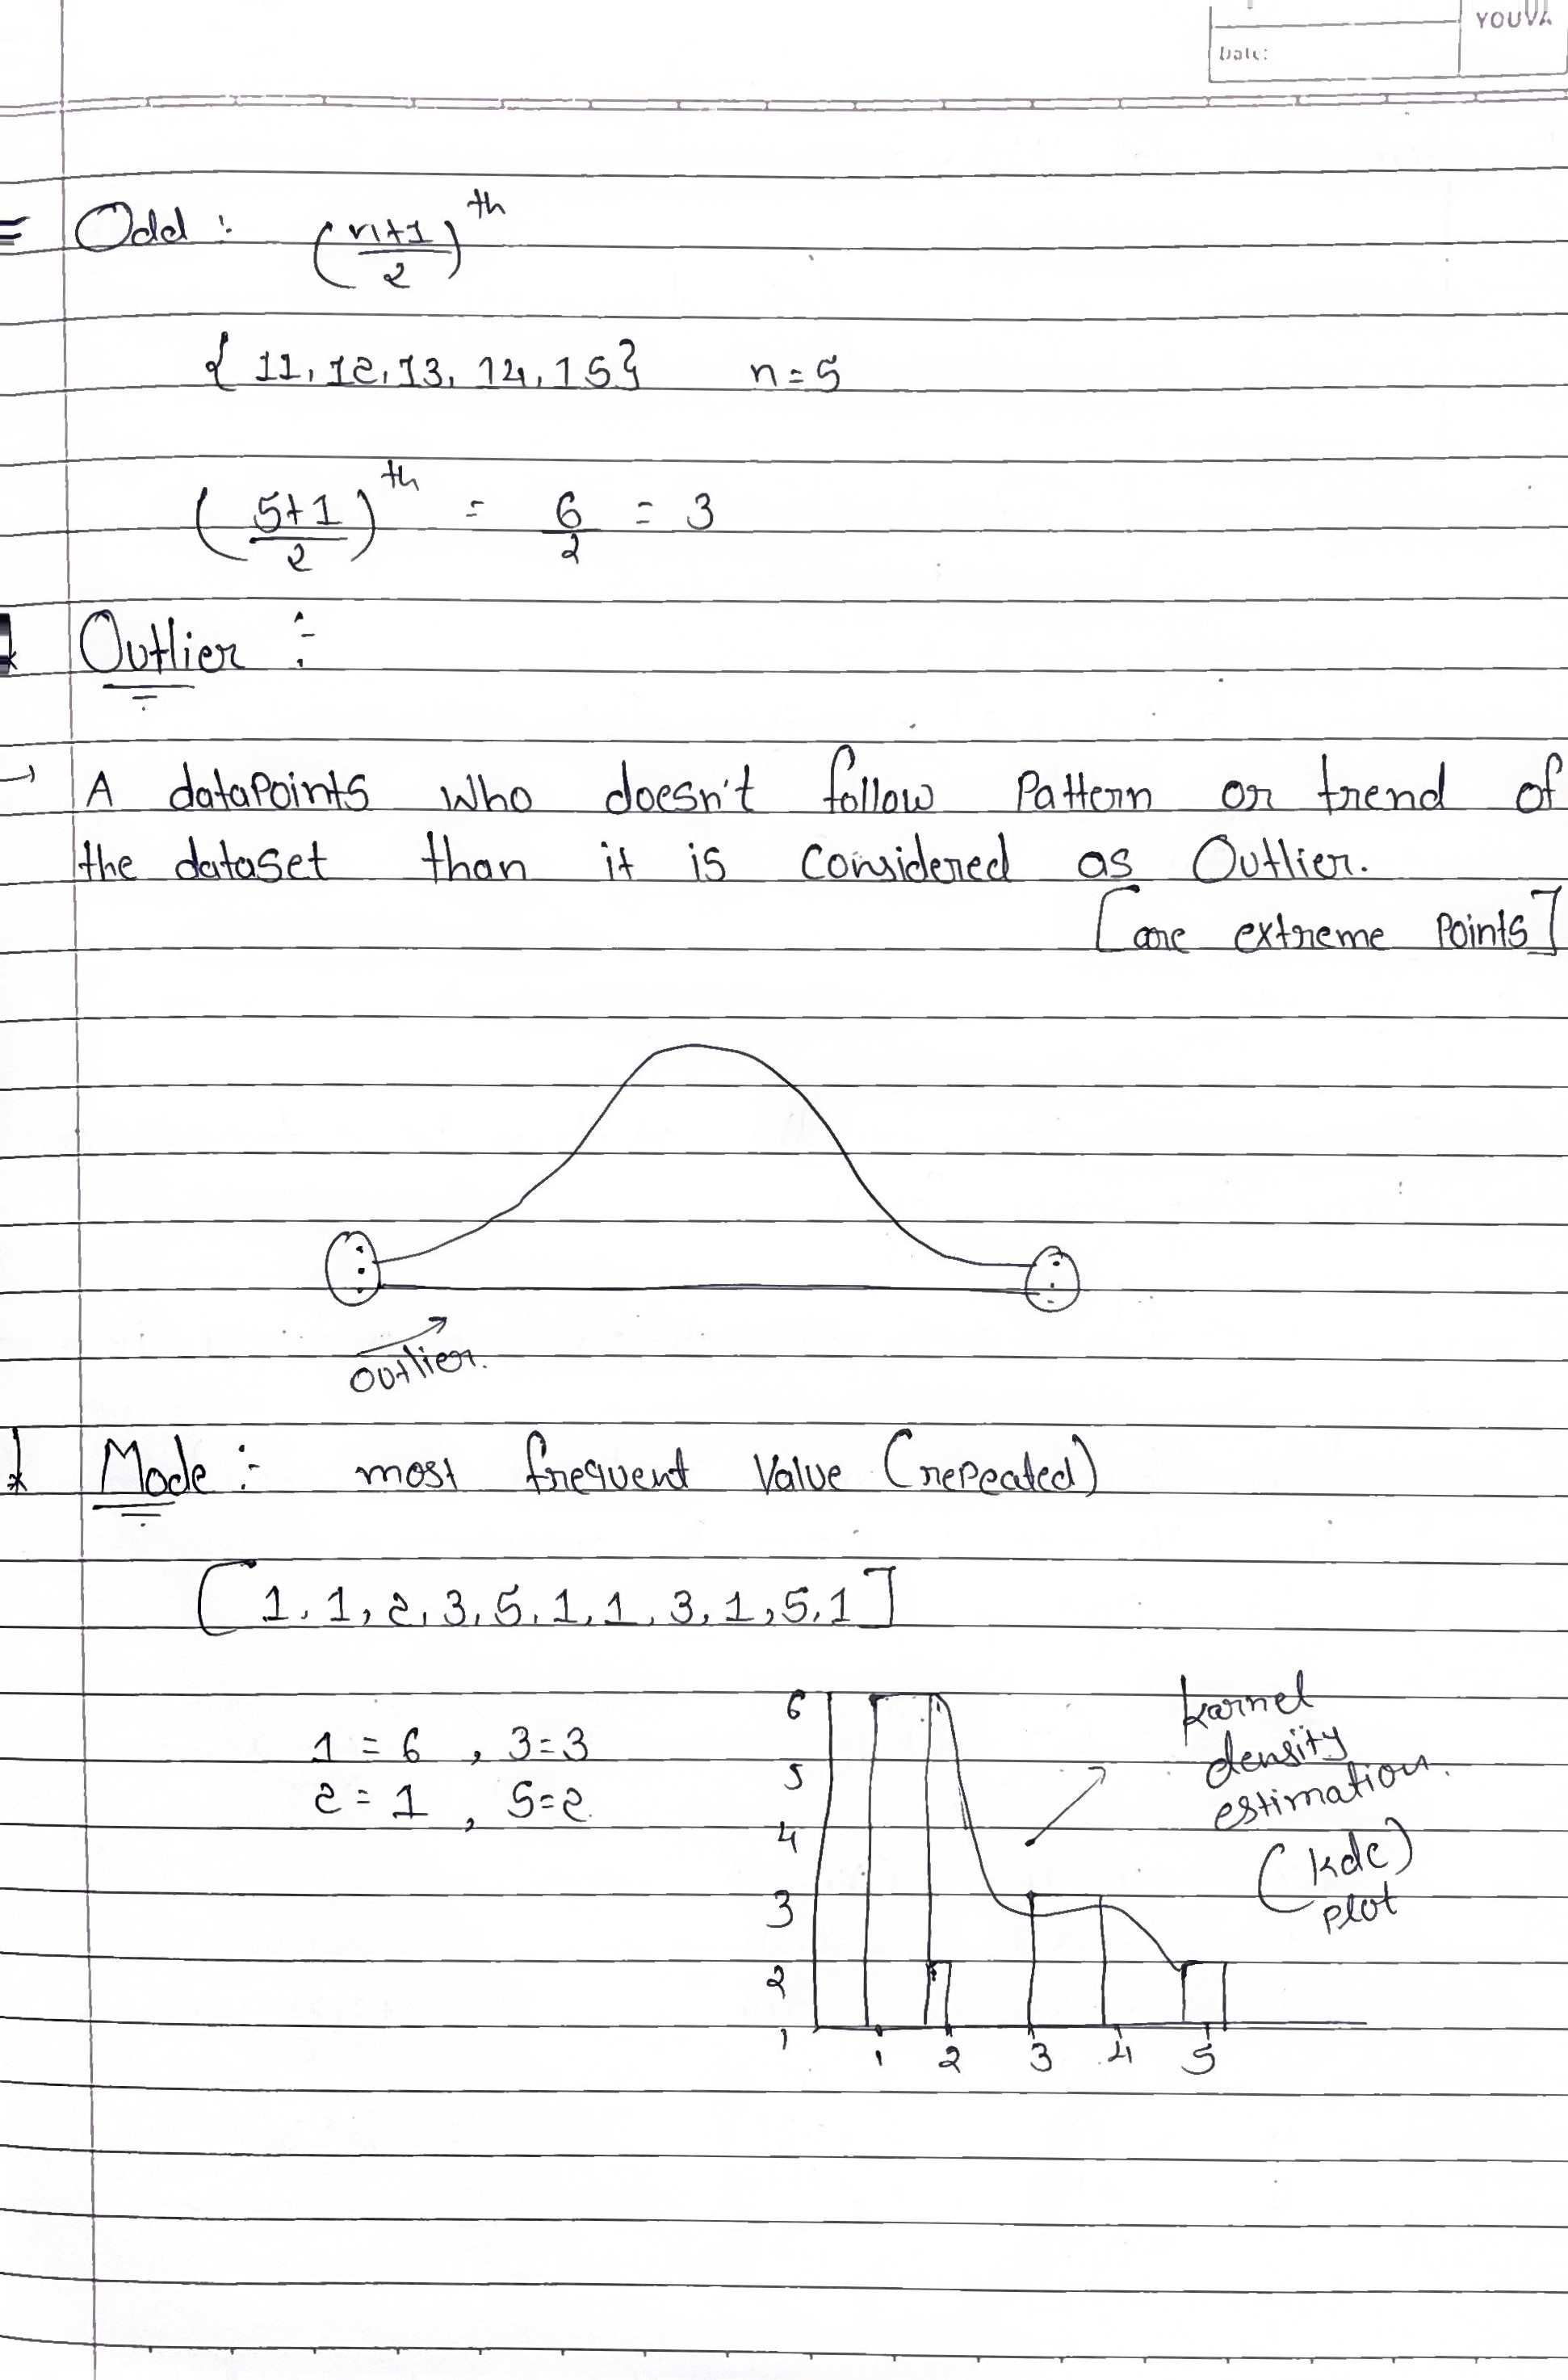 YOUVA
Date:
Odd : (n+1/2)th
{ 11, 12, 13, 14, 15} n=5
(5+1/2)th = 6/2 = 3
Outlier :-
→ A datapoints who doesn't follow Pattern or trend of
the dataset than it is Considered as Outlier.
[are extreme points]
outlier.
Mode :- most frequent Value (repeated)
[1, 1, 2, 3, 5, 1, 1, 3, 1, 5, 1]
1 = 6 , 3=3
2 = 1 , 5=2
kernel
density
estimation.
(kde)
plot
6
5
4
3
2
1
1 2 3 4 5